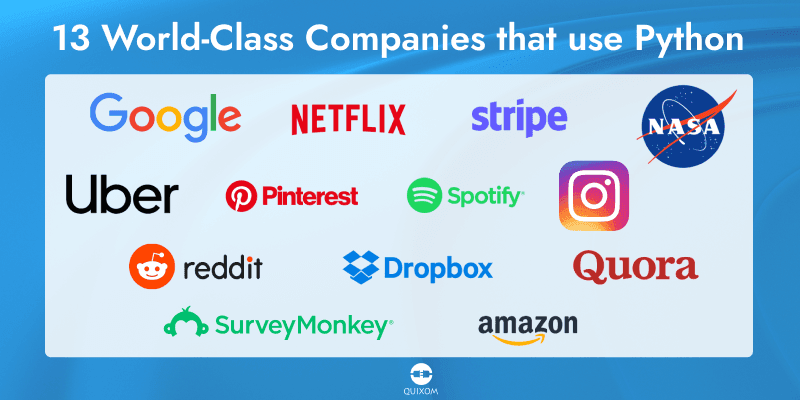 13 World-Class Companies that use Python
Google NETFLIX stripe NASA
Uber Pinterest Spotify®
reddit Dropbox Quora
SurveyMonkey® amazon
QUIXOM